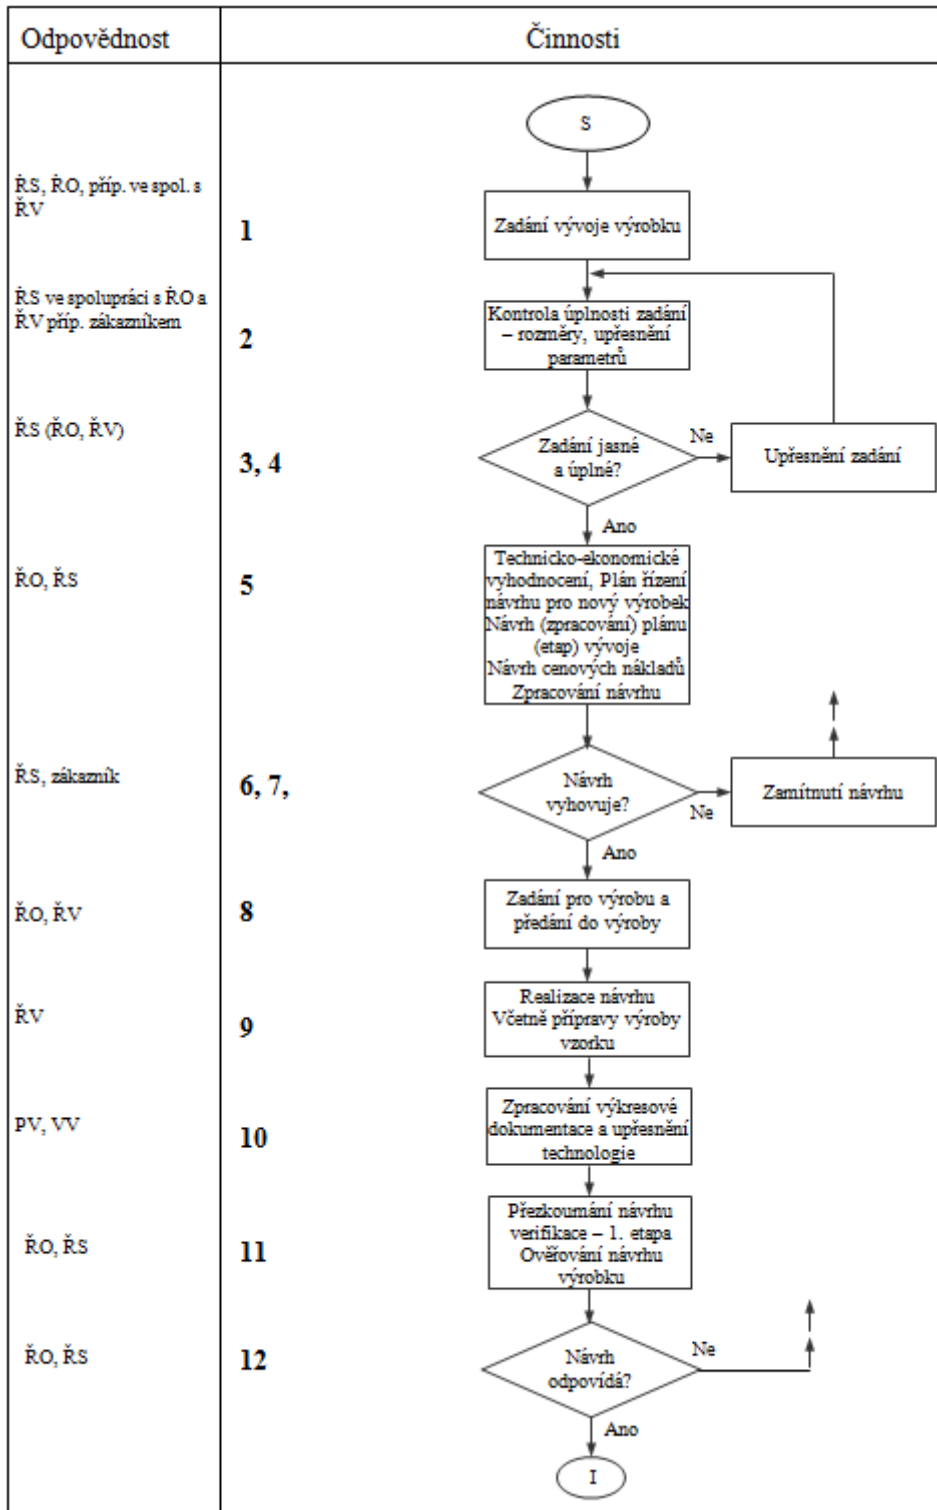 Odpovědnost
Činnosti
S
ŘS, ŘO, příp. ve spol. s
ŘV
1
Zadání vývoje výrobku
ŘS ve spolupráci s ŘO a
ŘV příp. zákazníkem
2
Kontrola úplnosti zadání
– rozměry, upřesnění
parametrů
ŘS (ŘO, ŘV)
3, 4
Zadání jasné
a úplné?
Ne
Upřesnění zadání
Ano
ŘO, ŘS
5
Technicko-ekonomické
vyhodnocení, Plán řízení
návrhu pro nový výrobek
Návrh (zpracování) plánu
(etap) vývoje
Návrh cenových nákladů
Zpracování návrhu
ŘS, zákazník
6, 7,
Návrh
vyhovuje?
Ne
Zamítnutí návrhu
Ano
ŘO, ŘV
8
Zadání pro výrobu a
předání do výroby
ŘV
9
Realizace návrhu
Včetně přípravy výroby
vzorku
PV, VV
10
Zpracování výkresové
dokumentace a upřesnění
technologie
ŘO, ŘS
11
Přezkoumání návrhu
verifikace – 1. etapa
Ověřování návrhu
výrobku
ŘO, ŘS
12
Návrh
odpovídá?
Ne
Ano
I